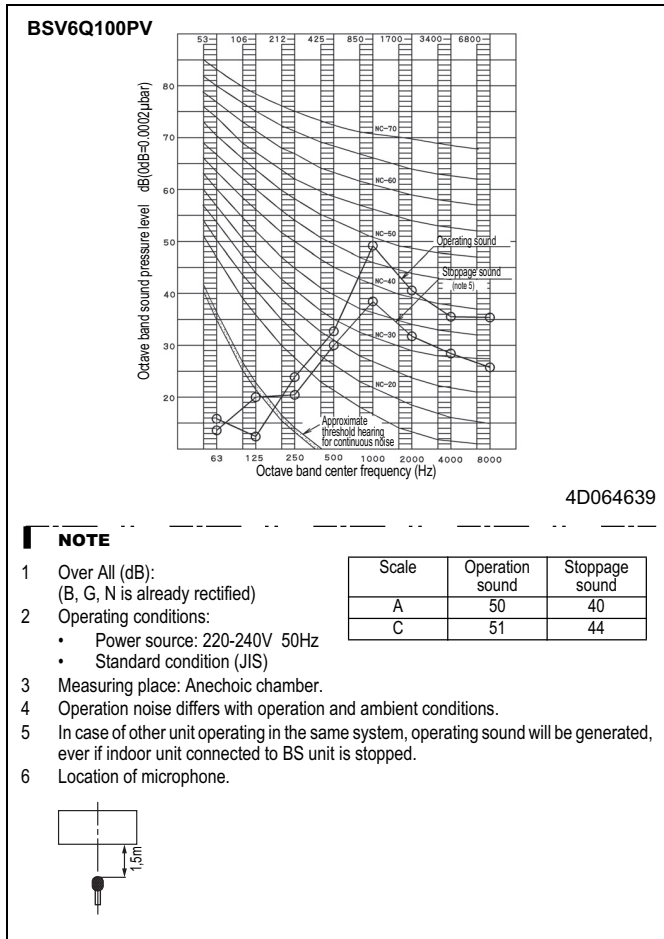 BSV6Q100PV
53 106 212 425 850 1700 3400 6800
Octave band sound pressure level dB(0dB=0.0002µbar)
80
70
60
50
40
30
20
NC-70
NC-60
NC-50
Operating sound
Stoppage sound
(note 5)
NC-40
NC-30
NC-20
Approximate
threshold hearing
for continuous noise
63 125 250 500 1000 2000 4000 8000
Octave band center frequency (Hz)
4D064639
NOTE
1 Over All (dB):
(B, G, N is already rectified)
2 Operating conditions:
• Power source: 220-240V 50Hz
• Standard condition (JIS)
3 Measuring place: Anechoic chamber.
4 Operation noise differs with operation and ambient conditions.
5 In case of other unit operating in the same system, operating sound will be generated,
ever if indoor unit connected to BS unit is stopped.
6 Location of microphone.
Scale Operation sound Stoppage sound
A 50 40
C 51 44
1,5m